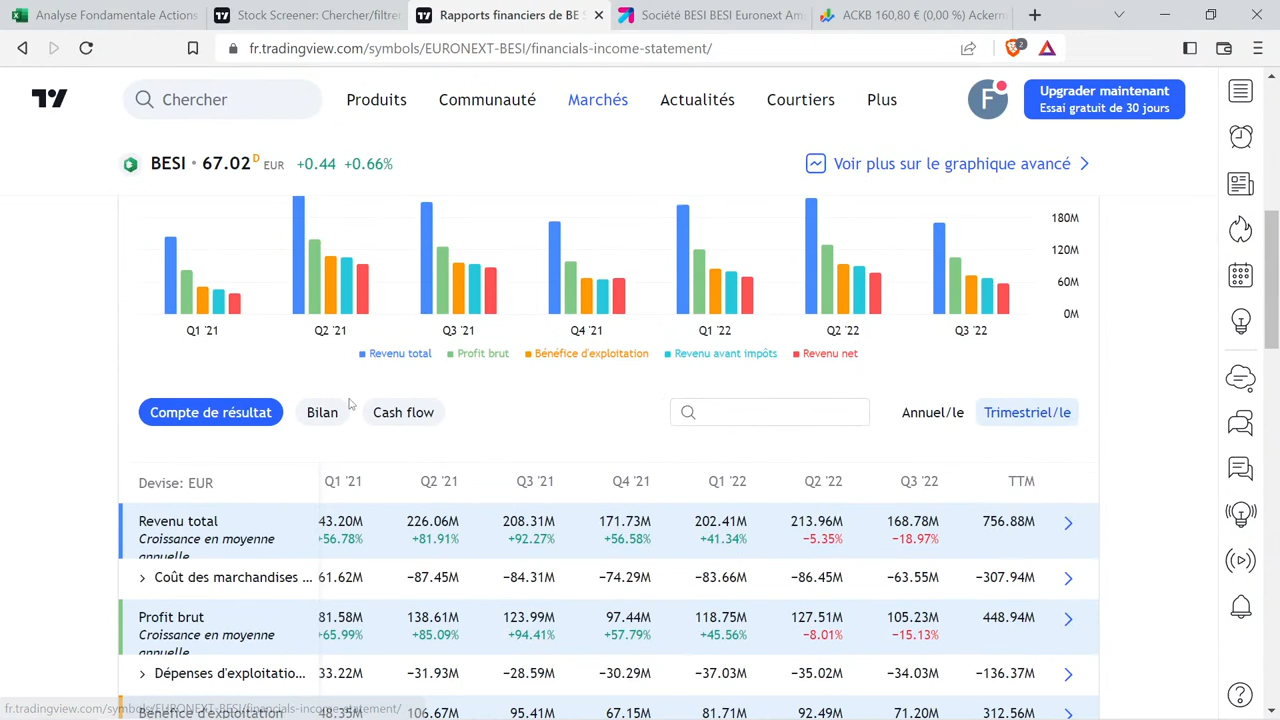 Analyse Fondamentale Actions
Stock Screener: Chercher/filtrer
Rapports financiers de BE S
Société BESI BESI Euronext Am
ACKB 160,80 € (0,00 %) Ackerm
fr.tradingview.com/symbols/EURONEXT-BESI/financials-income-statement/
2
Chercher
Produits
Communauté
Marchés
Actualités
Courtiers
Plus
F
Upgrader maintenant
Essai gratuit de 30 jours
BESI • 67.02 D EUR +0.44 +0.66%
Voir plus sur le graphique avancé
180M
120M
60M
0M
Q1 '21 Q2 '21 Q3 '21 Q4 '21 Q1 '22 Q2 '22 Q3 '22
Revenu total Profit brut Bénéfice d'exploitation Revenu avant impôts Revenu net
Compte de résultat Bilan Cash flow
Annuel/le Trimestriel/le
Devise: EUR Q1 '21 Q2 '21 Q3 '21 Q4 '21 Q1 '22 Q2 '22 Q3 '22 TTM
Revenu total 43.20M 226.06M 208.31M 171.73M 202.41M 213.96M 168.78M 756.88M
Croissance en moyenne annuelle +56.78% +81.91% +92.27% +56.58% +41.34% −5.35% −18.97%
Coût des marchandises ... 61.62M −87.45M −84.31M −74.29M −83.66M −86.45M −63.55M −307.94M
Profit brut 81.58M 138.61M 123.99M 97.44M 118.75M 127.51M 105.23M 448.94M
Croissance en moyenne annuelle +65.99% +85.09% +94.41% +57.79% +45.56% −8.01% −15.13%
Dépenses d'exploitatio... 33.22M −31.93M −28.59M −30.29M −37.03M −35.02M −34.03M −136.37M
Bénéfice d'exploitation 48.35M 106.67M 95.41M 67.15M 81.71M 92.49M 71.20M 312.56M
fr.tradingview.com/symbols/EURONEXT-BESI/financials-income-statement/